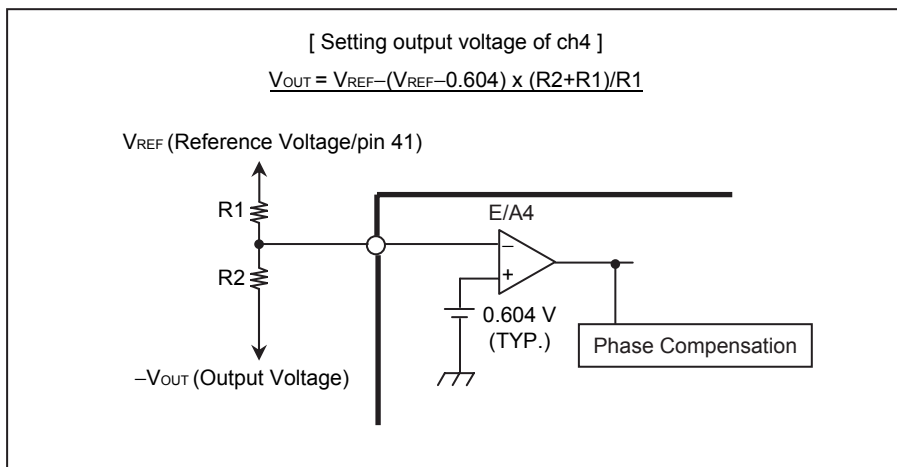 [ Setting output voltage of ch4 ]
VOUT = VREF−(VREF−0.604) x (R2+R1)/R1
VREF (Reference Voltage/pin 41)
R1
R2
−VOUT (Output Voltage)
E/A4
−
+
0.604 V
(TYP.)
Phase Compensation